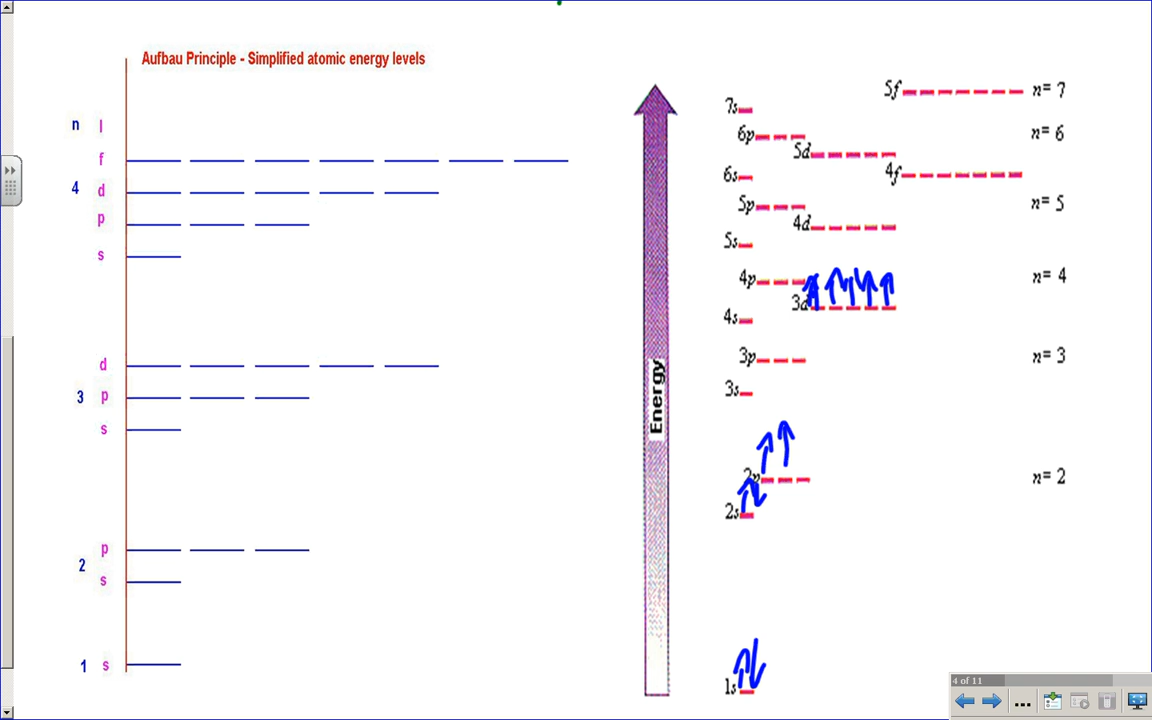 Aufbau Principle - Simplified atomic energy levels
n l
f
4 d
p
s
d
3 p
s
p
2
s
1 s
Energy
5f n= 7
7s
6p n= 6
5d
6s 4f
5p n= 5
4d
5s
4p n= 4
3d
4s
3p n= 3
3s
2p n= 2
2s
1s
4 of 11
...